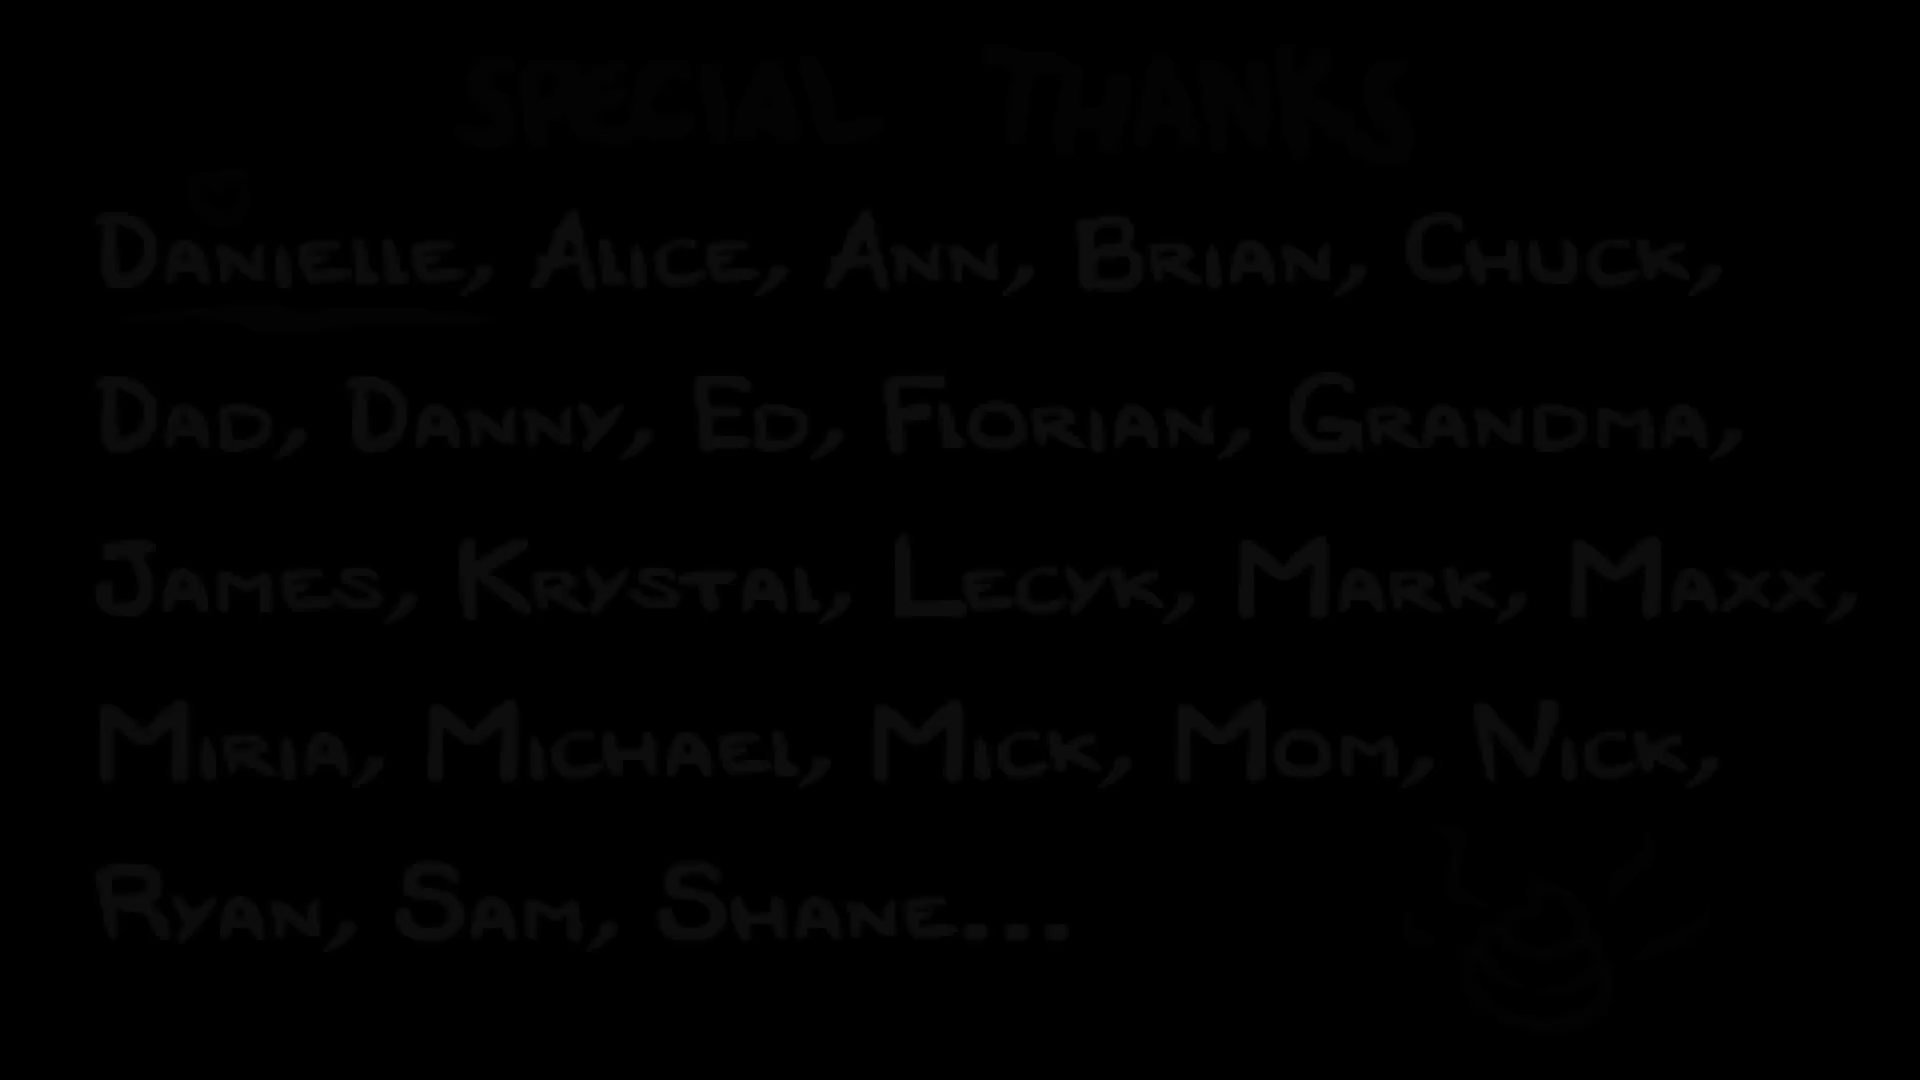 SPECIAL THANKS
DANIELLE, ALICE, ANN, BRIAN, CHUCK,
DAD, DANNY, ED, FLORIAN, GRANDMA,
JAMES, KRYSTAL, LECYK, MARK, MAXX,
MIRIA, MICHAEL, MICK, MOM, NICK,
RYAN, SAM, SHANE...